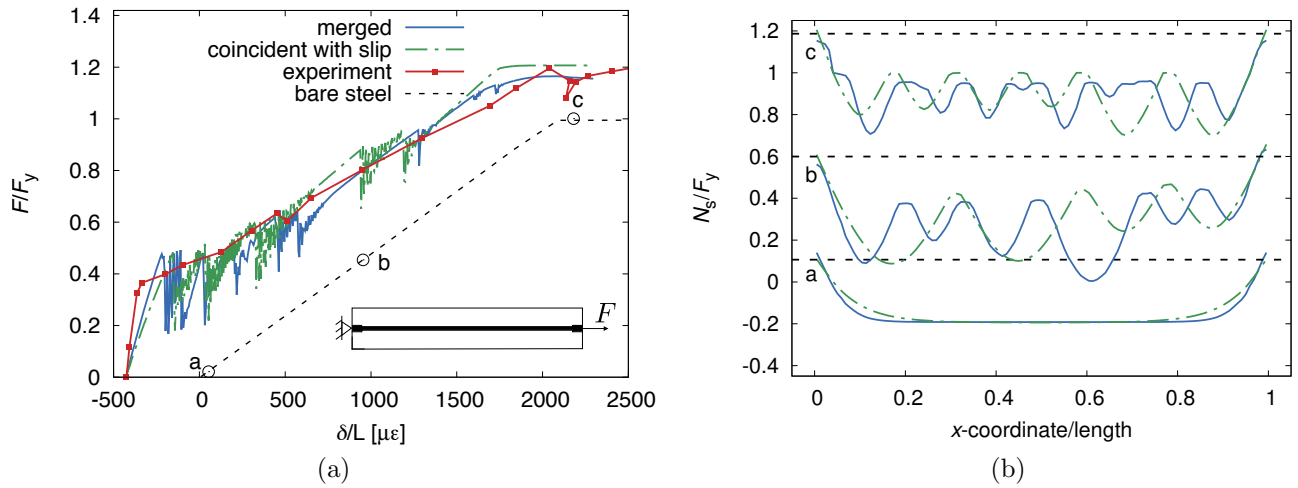 merged
coincident with slip
experiment
bare steel
1.4
1.2
1
0.8
0.6
0.4
0.2
0
F/Fy
a
b
c
F
-500
0
500
1000
1500
2000
2500
δ/L [με]
(a)
1.2
1
0.8
0.6
0.4
0.2
0
-0.2
-0.4
Ns/Fy
c
b
a
0
0.2
0.4
0.6
0.8
1
x-coordinate/length
(b)